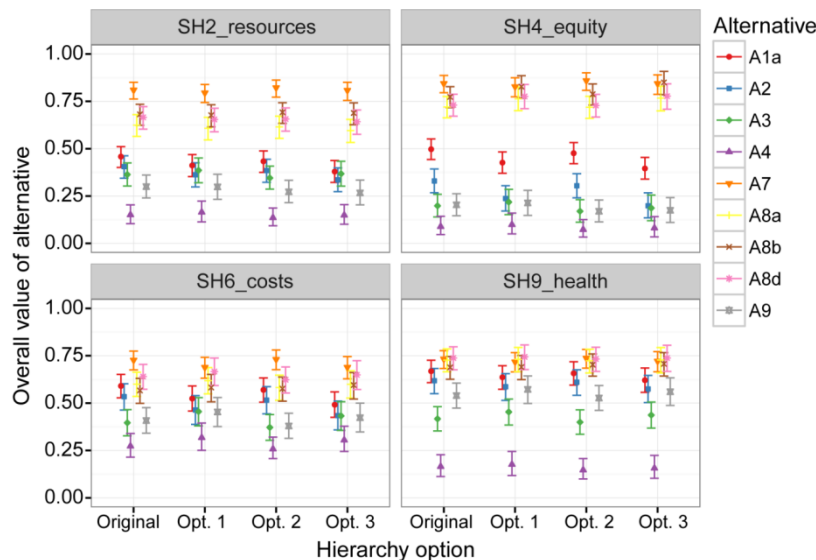 SH2_resources
SH4_equity
Alternative
1.00
0.75
0.50
0.25
0.00
A1a
A2
A3
A4
A7
A8a
A8b
A8d
A9
Overall value of alternative
SH6_costs
SH9_health
1.00
0.75
0.50
0.25
0.00
Original Opt. 1 Opt. 2 Opt. 3
Original Opt. 1 Opt. 2 Opt. 3
Hierarchy option